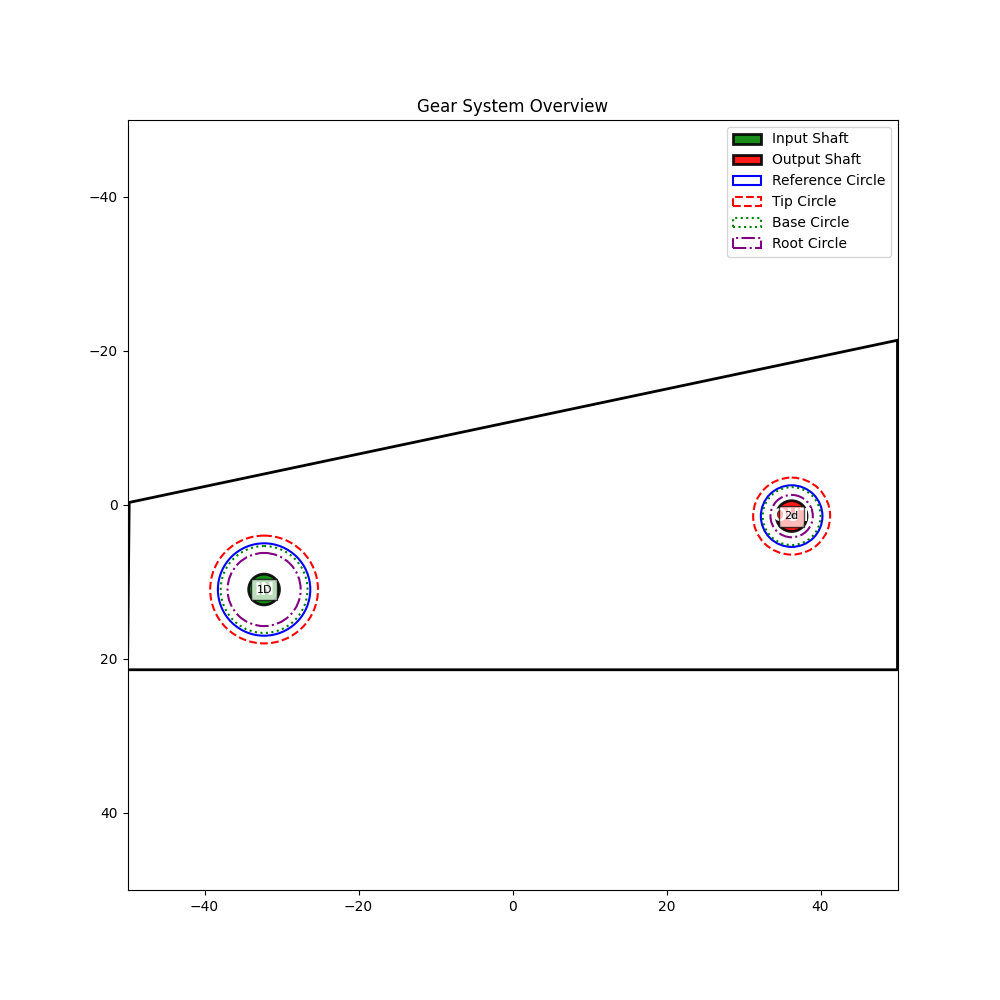 Gear System Overview
Input Shaft
Output Shaft
Reference Circle
Tip Circle
Base Circle
Root Circle
−40
−20
0
20
40
1D
2d
−40
−20
0
20
40